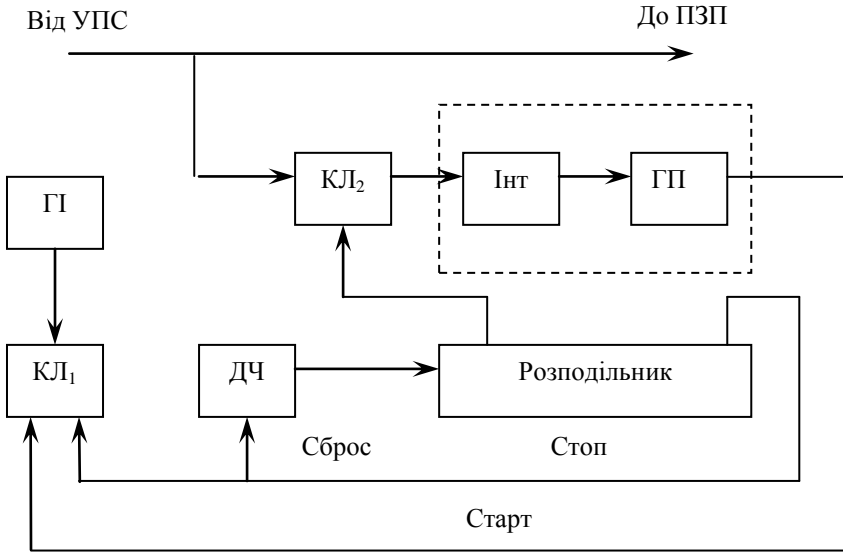 Від УПС
До ПЗП
КЛ₂
Інт
ГП
ГІ
КЛ₁
ДЧ
Розподільник
Сброс
Стоп
Старт